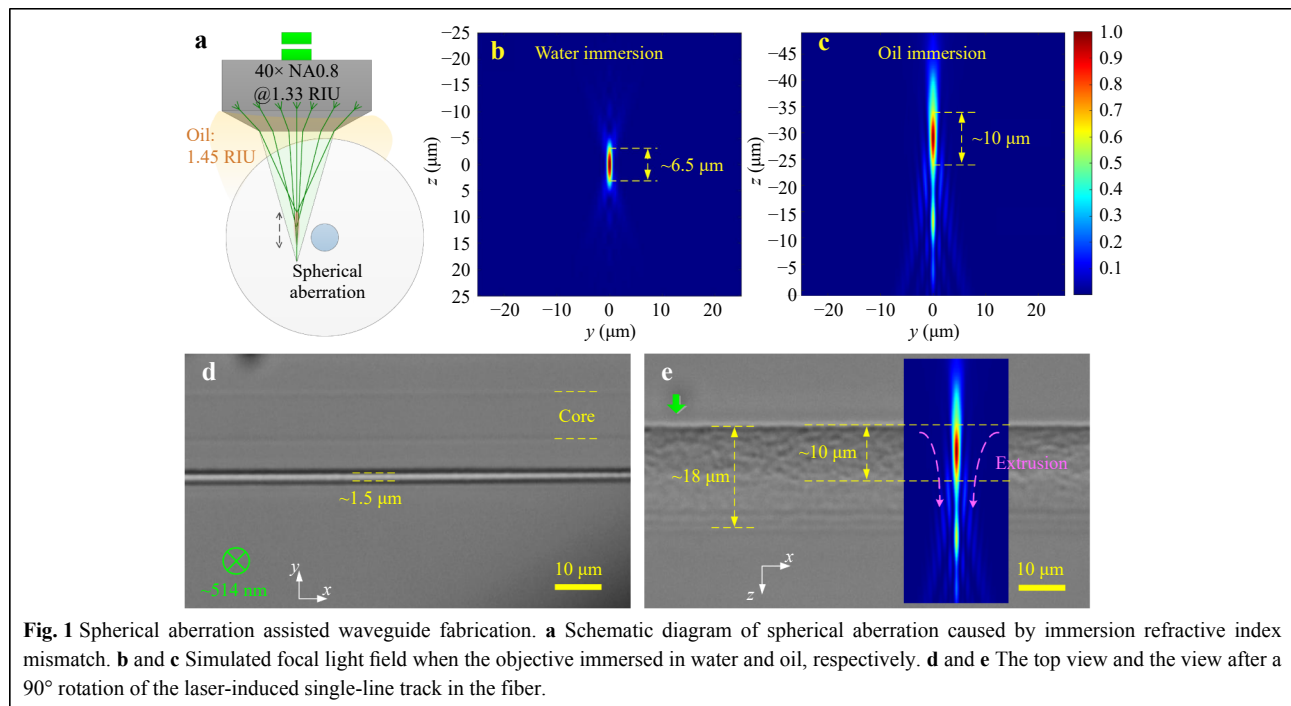 a
40× NA0.8
@1.33 RIU
Oil:
1.45 RIU
Spherical
aberration
b
Water immersion
−25
−20
−15
−10
−5
0
5
10
15
20
25
z (μm)
~6.5 μm
−20 −10 0 10 20
y (μm)
c
Oil immersion
−45
−40
−35
−30
−25
−20
−15
−10
−5
0
z (μm)
~10 μm
−20 −10 0 10 20
y (μm)
1.0
0.9
0.8
0.7
0.6
0.5
0.4
0.3
0.2
0.1
d
Core
~1.5 μm
~514 nm
y
x
10 μm
e
~10 μm
~18 μm
Extrusion
x
z
10 μm
Fig. 1 Spherical aberration assisted waveguide fabrication. a Schematic diagram of spherical aberration caused by immersion refractive index
mismatch. b and c Simulated focal light field when the objective immersed in water and oil, respectively. d and e The top view and the view after a
90° rotation of the laser-induced single-line track in the fiber.